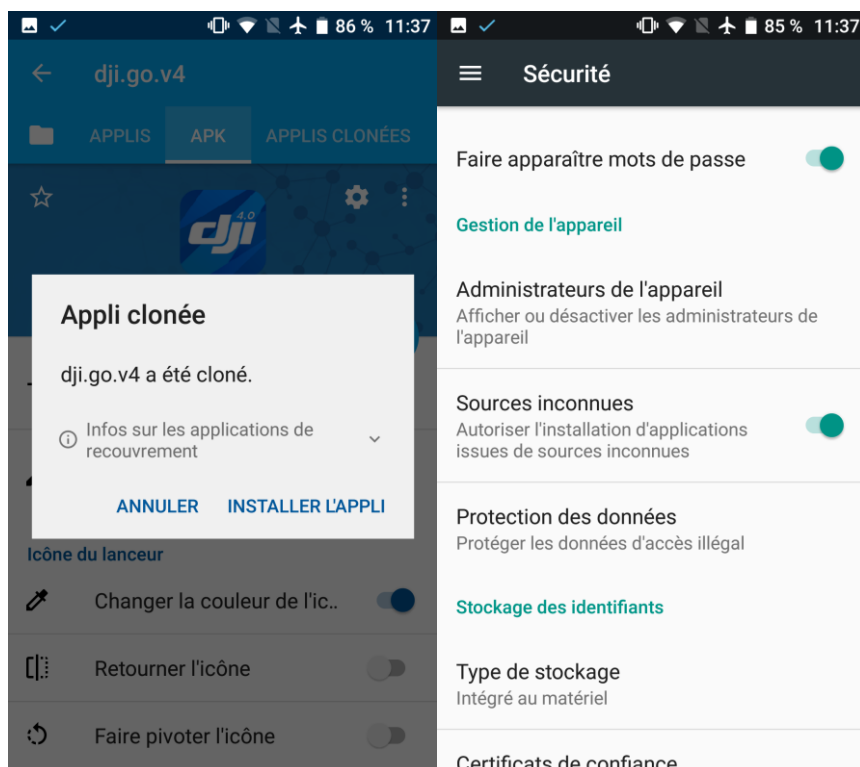 86 % 11:37
dji.go.v4
APPLIS APK APPLIS CLONÉES
dji 4.0
Appli clonée
dji.go.v4 a été cloné.
Infos sur les applications de
recouvrement
ANNULER INSTALLER L'APPLI
Icône du lanceur
Changer la couleur de l'ic..
Retourner l'icône
Faire pivoter l'icône
85 % 11:37
Sécurité
Faire apparaître mots de passe
Gestion de l'appareil
Administrateurs de l'appareil
Afficher ou désactiver les administrateurs de
l'appareil
Sources inconnues
Autoriser l'installation d'applications
issues de sources inconnues
Protection des données
Protéger les données d'accès illégal
Stockage des identifiants
Type de stockage
Intégré au matériel
Certificats de confiance